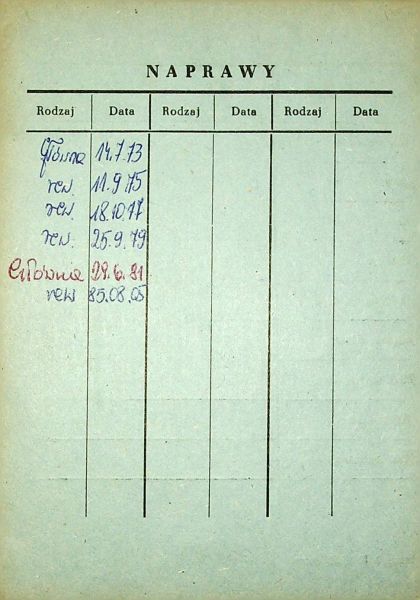 NAPRAWY
Rodzaj Data Rodzaj Data Rodzaj Data
główna 14.7.73
rew. 11.9.75
rew. 18.10.77
rew. 25.9.79
Główna 29.6.81
rew 85.08.05